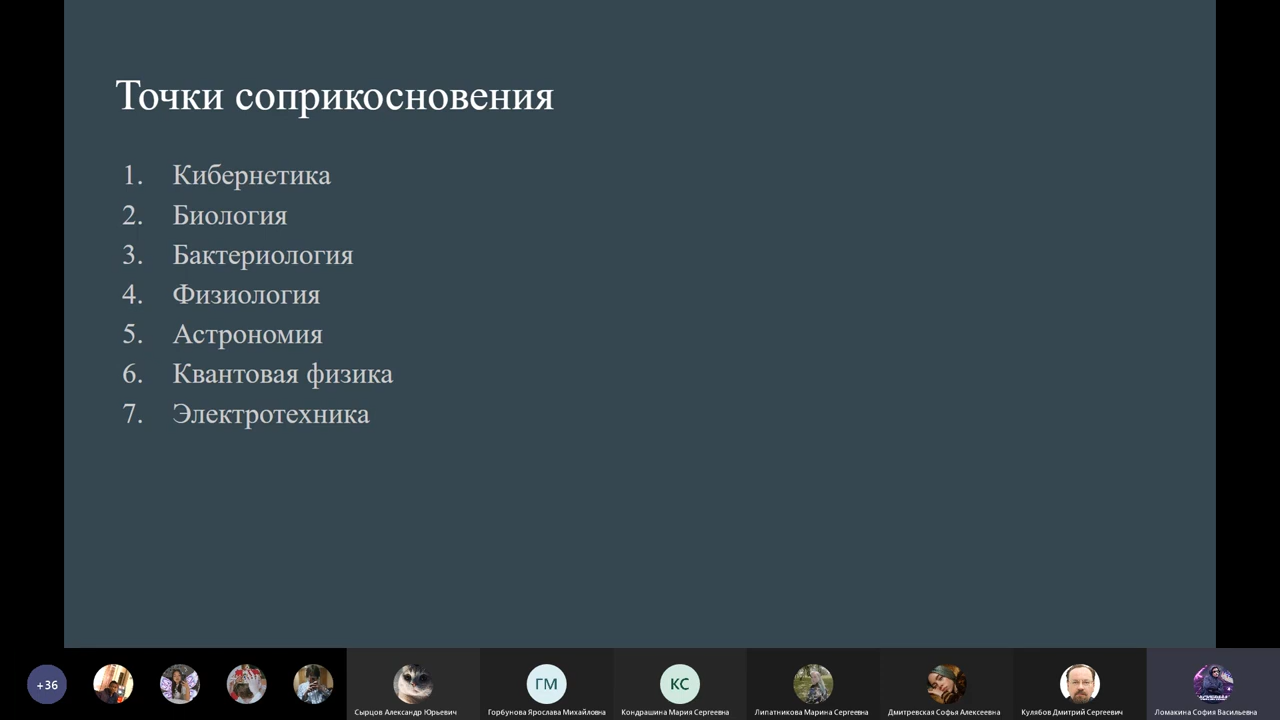 Точки соприкосновения
1. Кибернетика
2. Биология
3. Бактериология
4. Физиология
5. Астрономия
6. Квантовая физика
7. Электротехника
+36
ГМ
КС
Сырцов Александр Юрьевич
Горбунова Ярослава Михайловна
Кондрашина Мария Сергеевна
Липатникова Марина Сергеевна
Дмитревская Софья Алексеевна
Кулябов Дмитрий Сергеевич
Ломакина София Васильевна